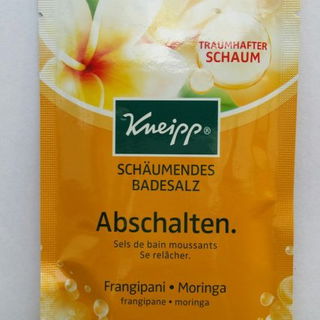 TRAUMHAFTER
SCHAUM
Kneipp®
SCHÄUMENDES
BADESALZ
Abschalten.
Sels de bain moussants
Se relâcher.
Frangipani • Moringa
frangipane • moringa